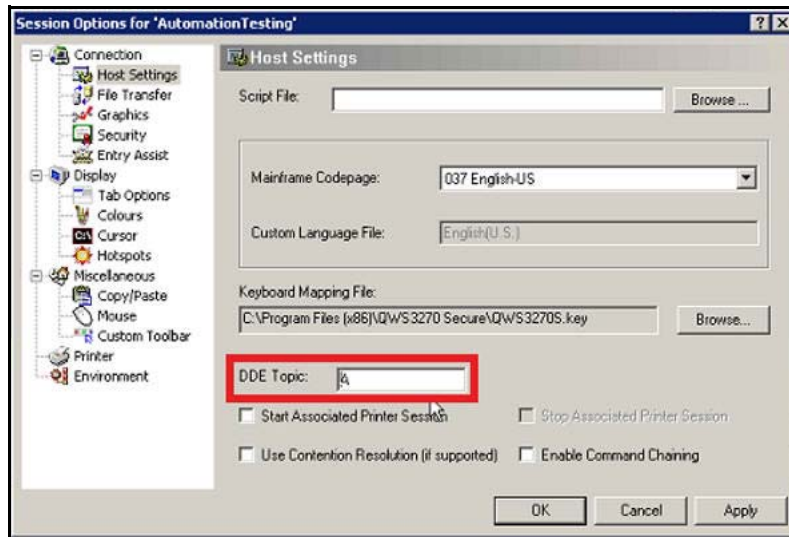 Session Options for 'AutomationTesting'
Connection
Host Settings
File Transfer
Graphics
Security
Entry Assist
Display
Tab Options
Colours
Cursor
Hotspots
Miscellaneous
Copy/Paste
Mouse
Custom Toolbar
Printer
Environment
Host Settings
Script File:
Browse ...
Mainframe Codepage:
037 English-US
Custom Language File:
English(U.S.)
Keyboard Mapping File:
C:\Program Files (x86)\QWS3270 Secure\QWS3270S.key
Browse...
DDE Topic:
Start Associated Printer Session
Stop Associated Printer Session
Use Contention Resolution (if supported)
Enable Command Chaining
OK
Cancel
Apply